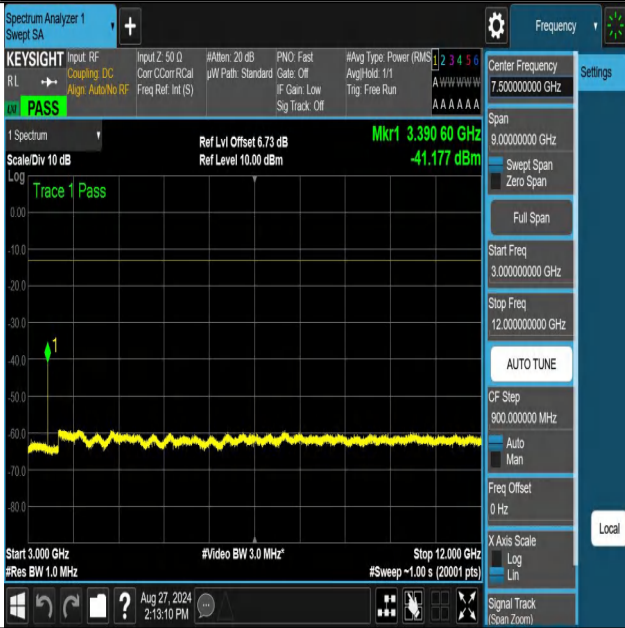 Spectrum Analyzer 1
Swept SA
+
Frequency
KEYSIGHT
RL
PASS
Input: RF
Coupling: DC
Align: Auto/No RF
Input Z: 50 Ω
Corr CCorr RCal
Freq Ref: Int (S)
#Atten: 20 dB
µW Path: Standard
PNO: Fast
Gate: Off
IF Gain: Low
Sig Track: Off
#Avg Type: Power (RMS
Avg|Hold: 1/1
Trig: Free Run
1 2 3 4 5 6
A W W W W W
A A A A A A
1 Spectrum
Scale/Div 10 dB
Ref Lvl Offset 6.73 dB
Ref Level 10.00 dBm
Mkr1 3.390 60 GHz
-41.177 dBm
Log
Trace 1 Pass
0.00
-10.0
-20.0
-30.0
1
-40.0
-50.0
-60.0
-70.0
-80.0
Start 3.000 GHz
#Res BW 1.0 MHz
#Video BW 3.0 MHz*
Stop 12.000 GHz
#Sweep ~1.00 s (20001 pts)
Aug 27, 2024
2:13:10 PM
Center Frequency
7.500000000 GHz
Span
9.00000000 GHz
Swept Span
Zero Span
Full Span
Start Freq
3.000000000 GHz
Stop Freq
12.000000000 GHz
AUTO TUNE
CF Step
900.000000 MHz
Auto
Man
Freq Offset
0 Hz
X Axis Scale
Log
Lin
Signal Track
(Span Zoom)
Settings
Local